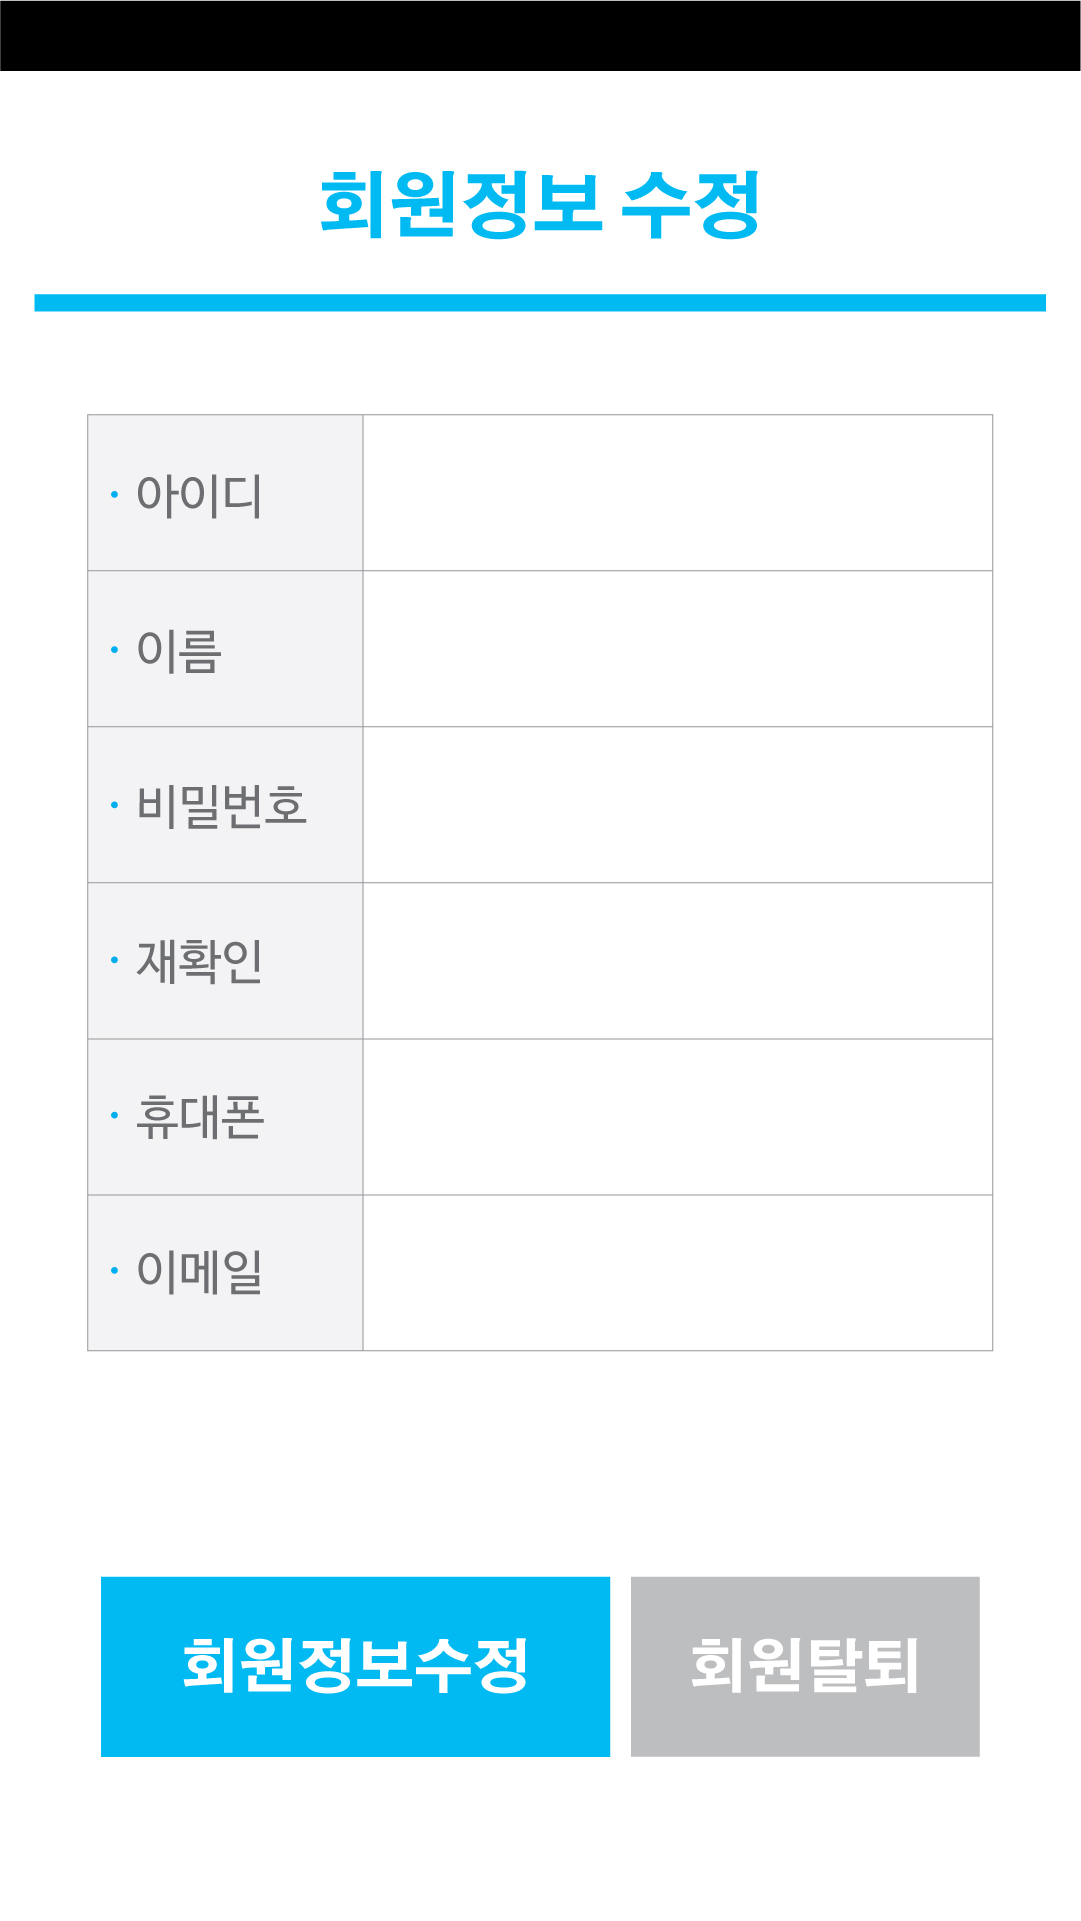 회원정보 수정
· 아이디
· 이름
· 비밀번호
· 재확인
· 휴대폰
· 이메일
회원정보수정
회원탈퇴